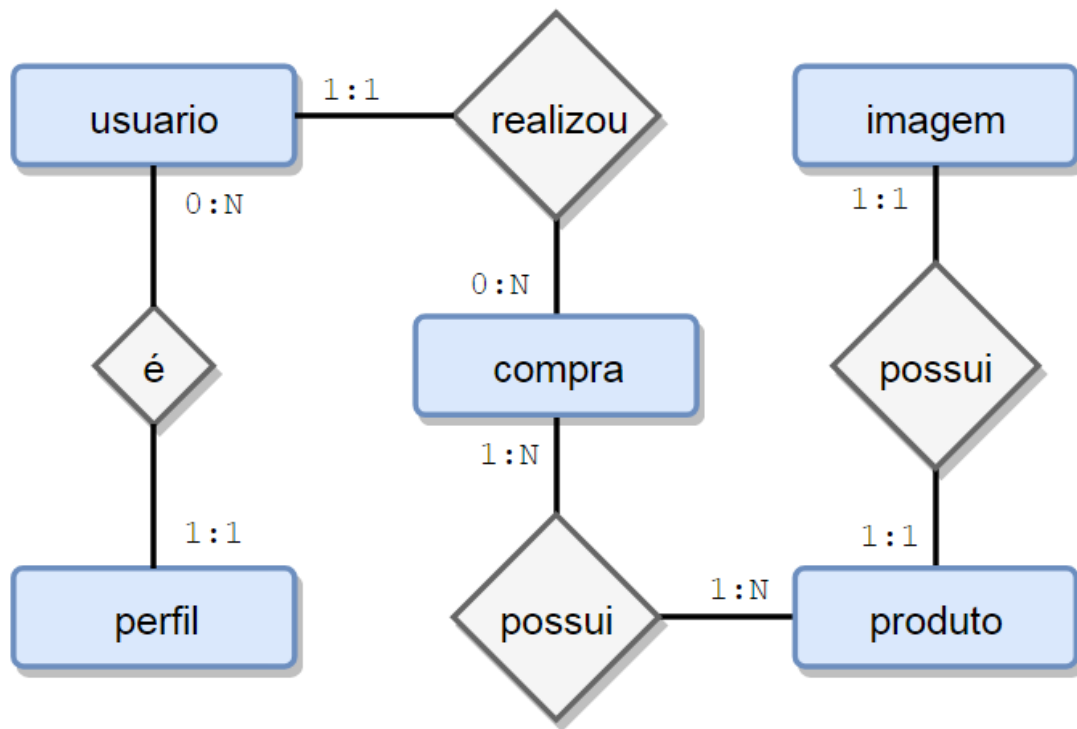 usuario
1:1
realizou
imagem
0:N
1:1
0:N
é
compra
possui
1:N
1:1
1:1
1:N
perfil
possui
produto